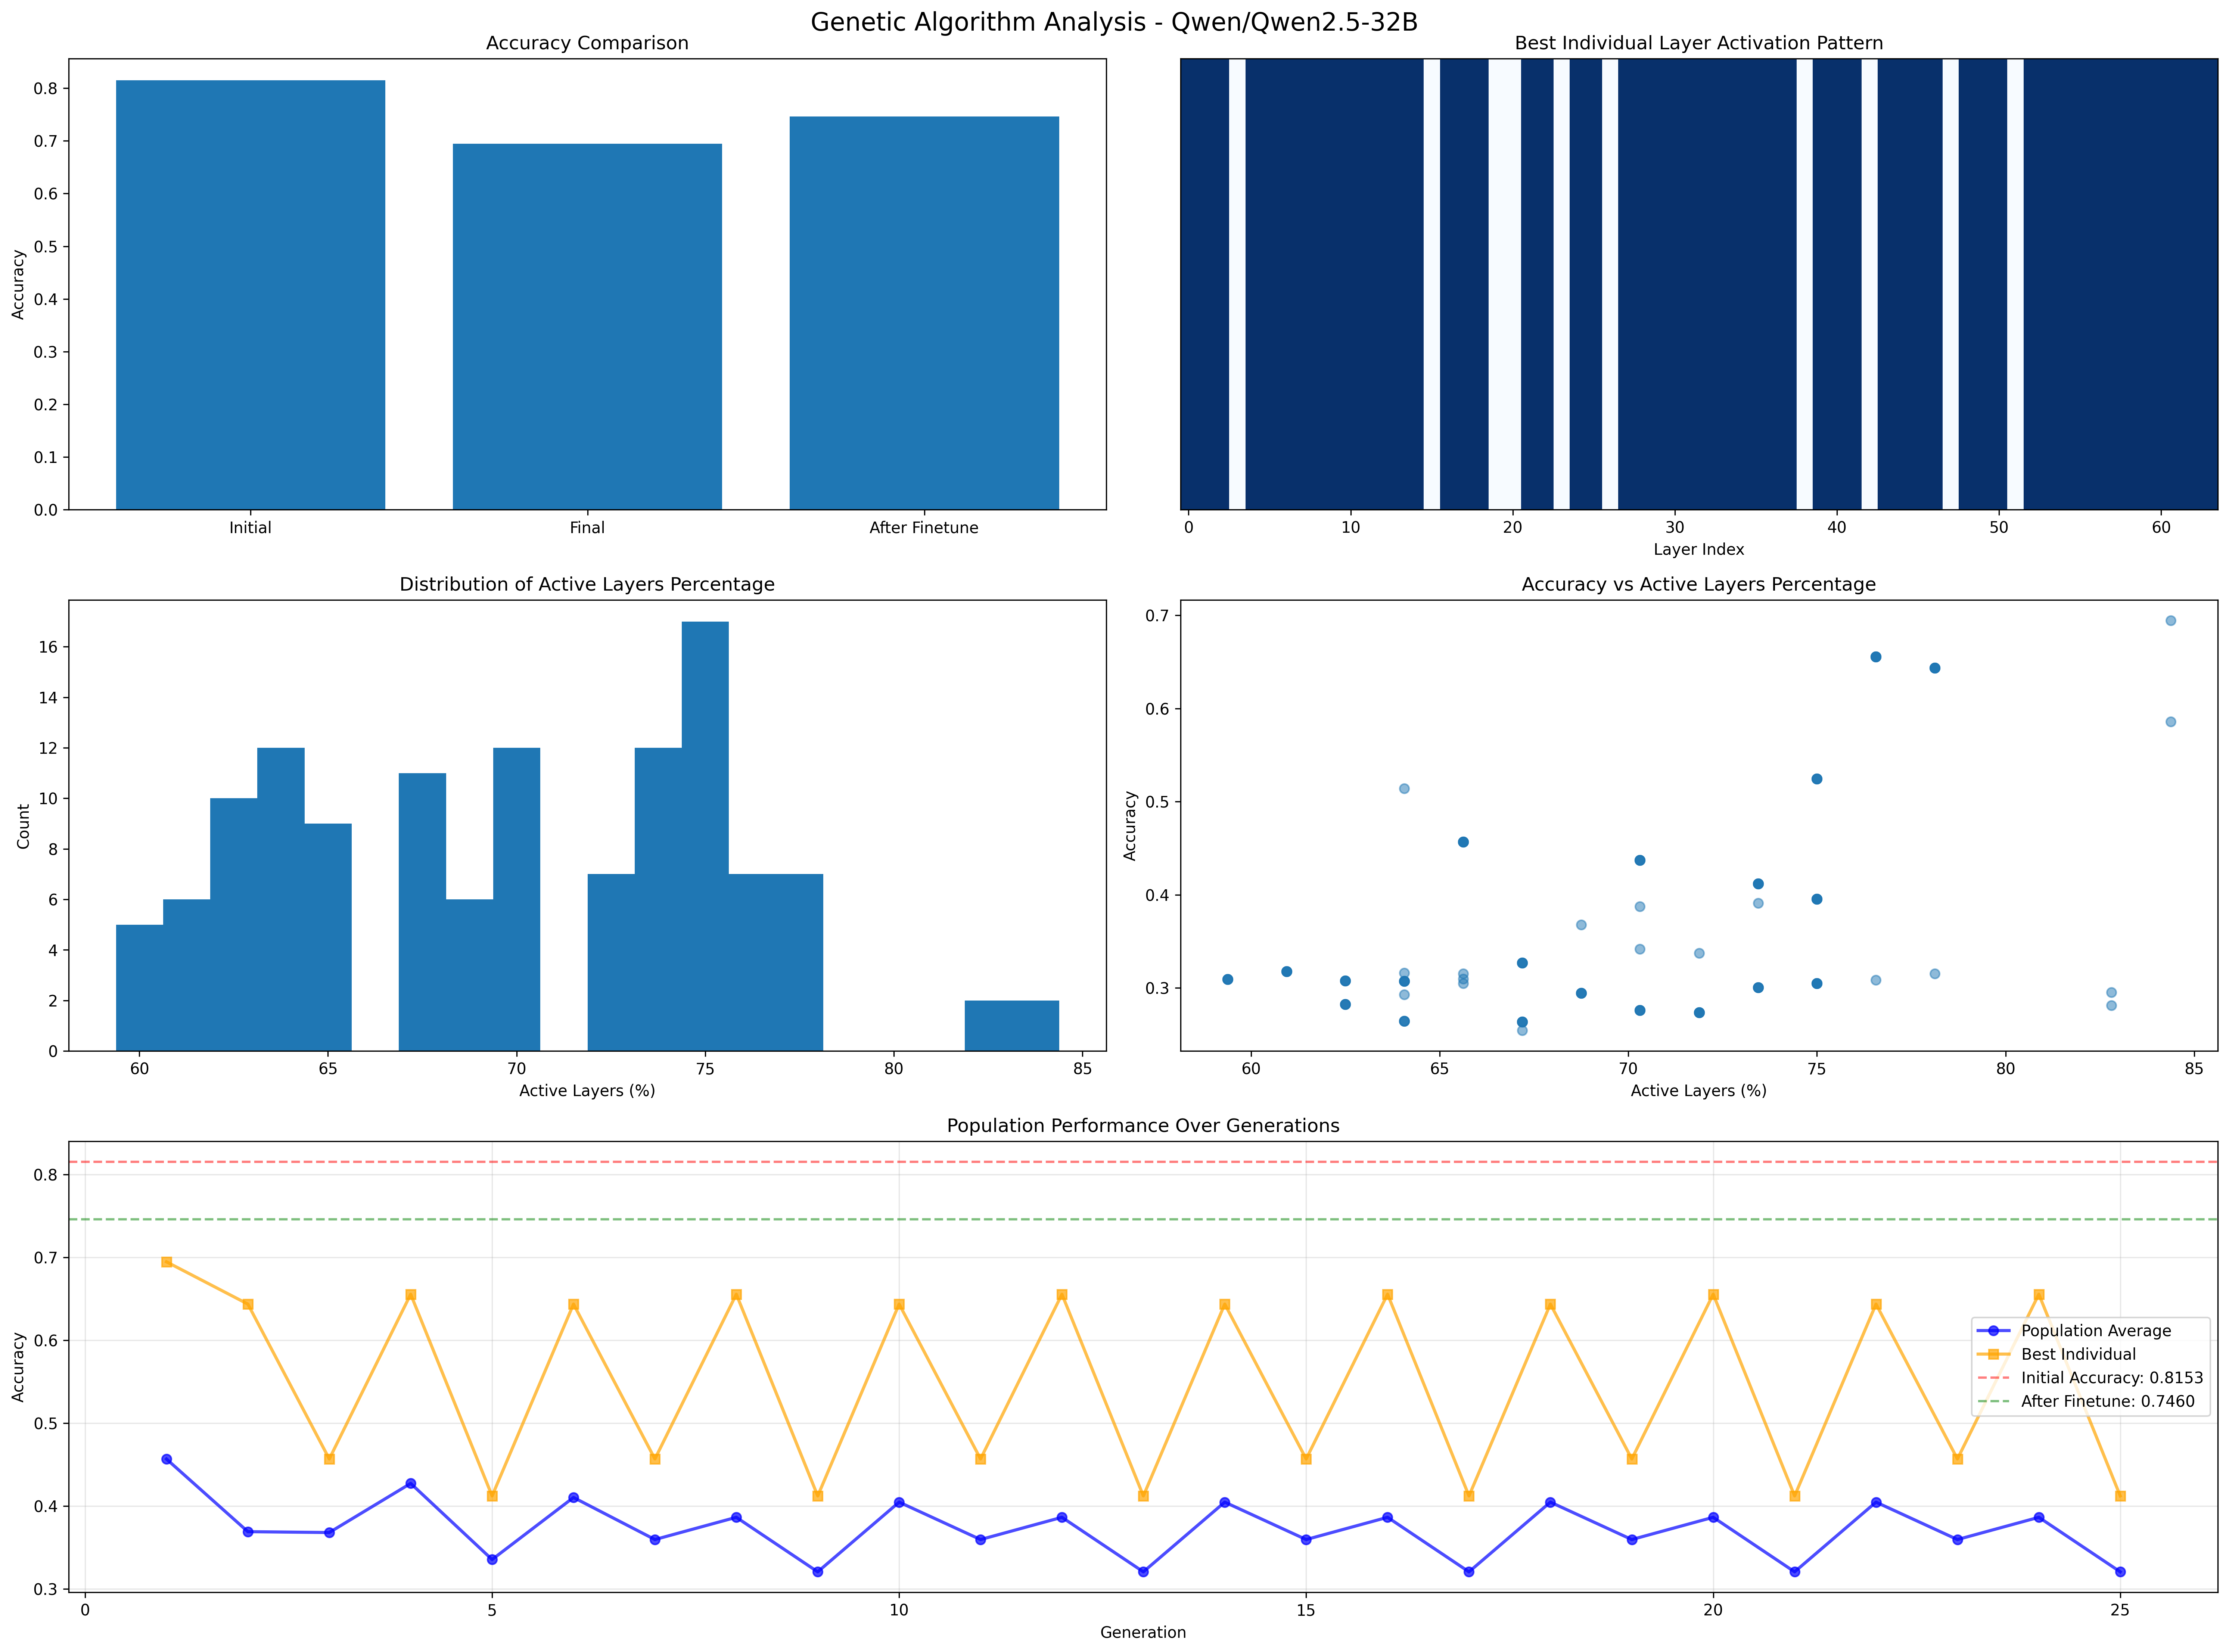 Genetic Algorithm Analysis - Qwen/Qwen2.5-32B
Accuracy Comparison
Accuracy
0.8
0.7
0.6
0.5
0.4
0.3
0.2
0.1
0.0
Initial
Final
After Finetune
Best Individual Layer Activation Pattern
0
10
20
30
40
50
60
Layer Index
Distribution of Active Layers Percentage
Count
16
14
12
10
8
6
4
2
0
60
65
70
75
80
85
Active Layers (%)
Accuracy vs Active Layers Percentage
Accuracy
0.7
0.6
0.5
0.4
0.3
60
65
70
75
80
85
Active Layers (%)
Population Performance Over Generations
Accuracy
0.8
0.7
0.6
0.5
0.4
0.3
0
5
10
15
20
25
Generation
Population Average
Best Individual
Initial Accuracy: 0.8153
After Finetune: 0.7460